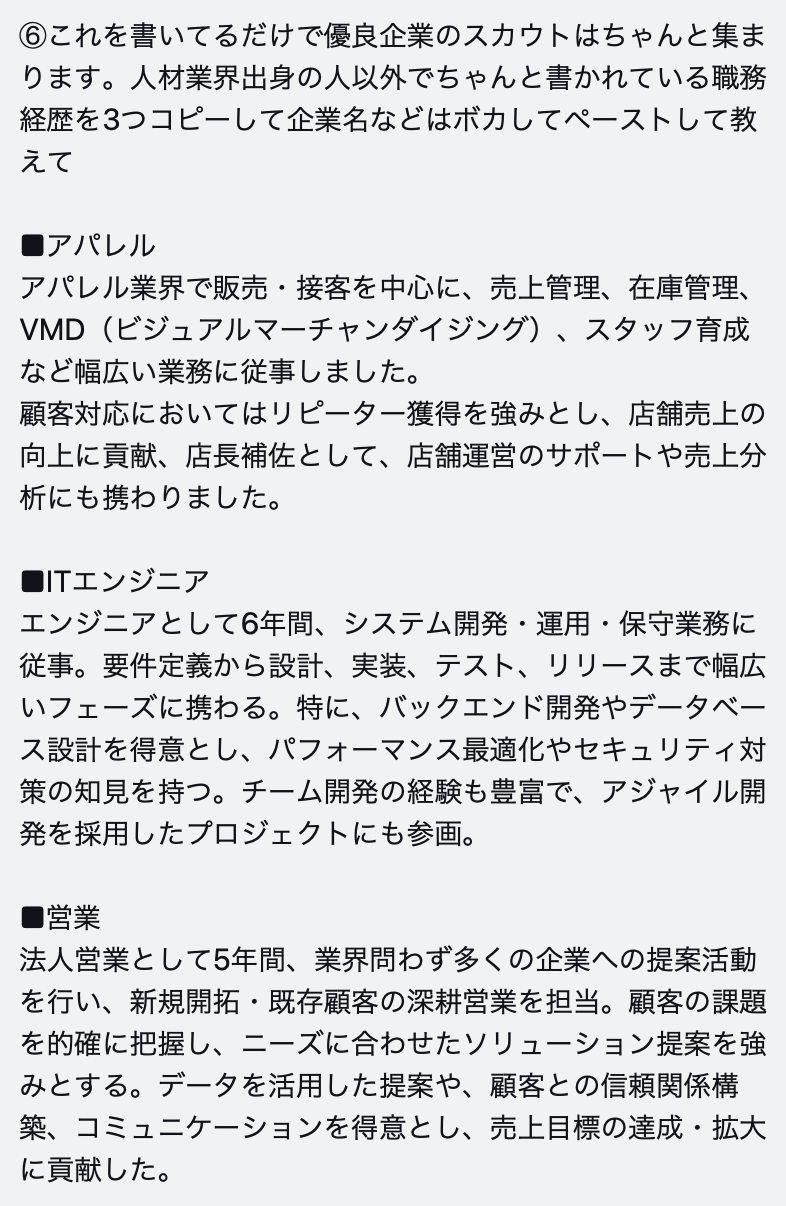 ⑥これを書いてるだけで優良企業のスカウトはちゃんと集ま
ります。人材業界出身の人以外でちゃんと書かれている職務
経歴を3つコピーして企業名などはボカしてペーストして教
えて
■アパレル
アパレル業界で販売・接客を中心に、売上管理、在庫管理、
VMD（ビジュアルマーチャンダイジング）、スタッフ育成
など幅広い業務に従事しました。
顧客対応においてはリピーター獲得を強みとし、店舗売上の
向上に貢献、店長補佐として、店舗運営のサポートや売上分
析にも携わりました。
■ITエンジニア
エンジニアとして6年間、システム開発・運用・保守業務に
従事。要件定義から設計、実装、テスト、リリースまで幅広
いフェーズに携わる。特に、バックエンド開発やデータベー
ス設計を得意とし、パフォーマンス最適化やセキュリティ対
策の知見を持つ。チーム開発の経験も豊富で、アジャイル開
発を採用したプロジェクトにも参画。
■営業
法人営業として5年間、業界問わず多くの企業への提案活動
を行い、新規開拓・既存顧客の深耕営業を担当。顧客の課題
を的確に把握し、ニーズに合わせたソリューション提案を強
みとする。データを活用した提案や、顧客との信頼関係構
築、コミュニケーションを得意とし、売上目標の達成・拡大
に貢献した。